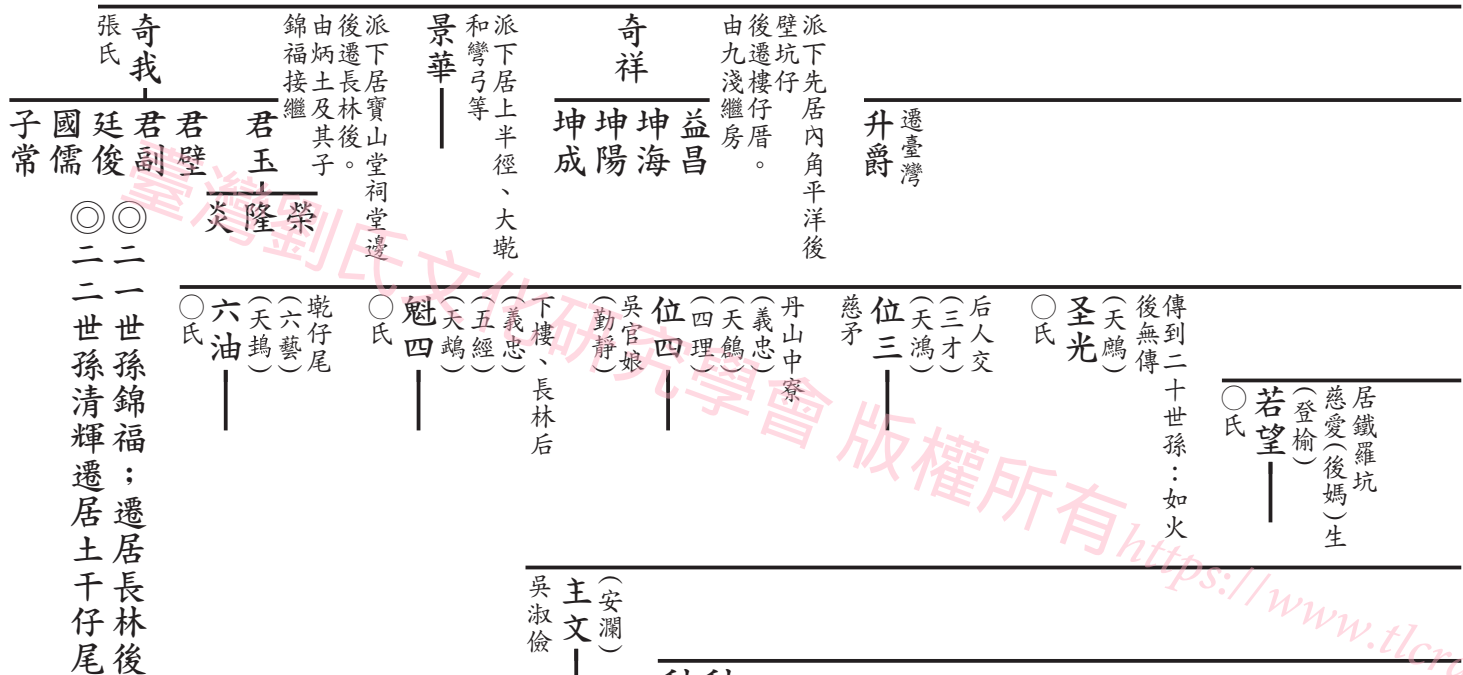 遷臺灣
升爵
派下先居內角平洋後
壁坑仔
後遷樓仔厝。
由九淺繼房
奇祥
益昌
坤海
坤陽
坤成
派下居上半徑、大墘
和彎弓等
景華
派下居寶山堂祠堂邊
後遷長林後。
由炳土及其子
錦福接繼
奇我
張氏
君玉
榮
隆
炎
君壁
君副
廷俊
國儒
子常
居鐵羅坑
慈愛(後媽)生
(登榆)
若望
○氏
傳到二十世孫:如火
後無傳
(天鷓)
圣光
○氏
后人交
(三才)
(天鴻)
位三
慈矛
丹山中寮
(義忠)
(天鶬)
(四理)
位四
吳官娘
(勤靜)
下樓、長林后
(義忠)
(五經)
(天鵡)
魁四
○氏
墘仔尾
(六藝)
(天鴣)
六油
○氏
◎二一世孫錦福;遷居長林後
◎二二世孫清輝遷居土干仔尾
(安瀾)
主文
吳淑儉
臺灣劉氏文化研究學會 版權所有https://www.tlcr